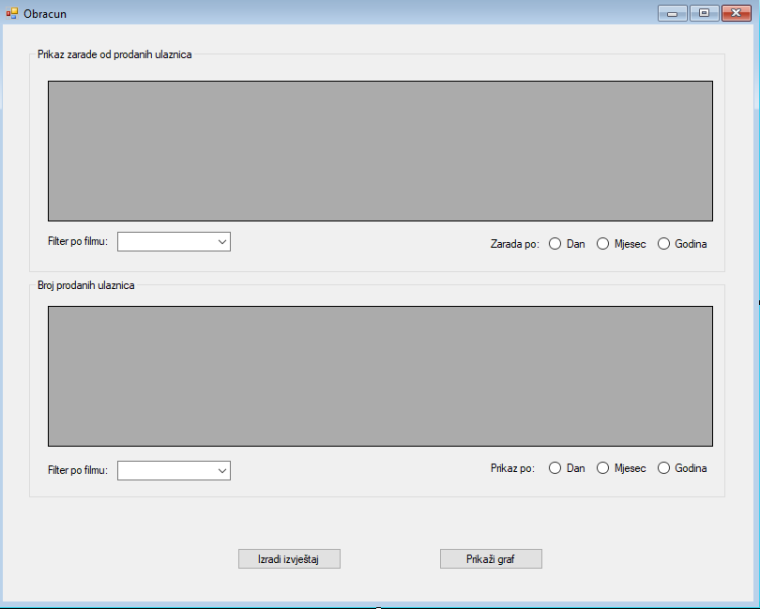 Obracun
Prikaz zarade od prodanih ulaznica
Filter po filmu:
Zarada po: Dan Mjesec Godina
Broj prodanih ulaznica
Filter po filmu:
Prikaz po: Dan Mjesec Godina
Izradi izvještaj
Prikaži graf